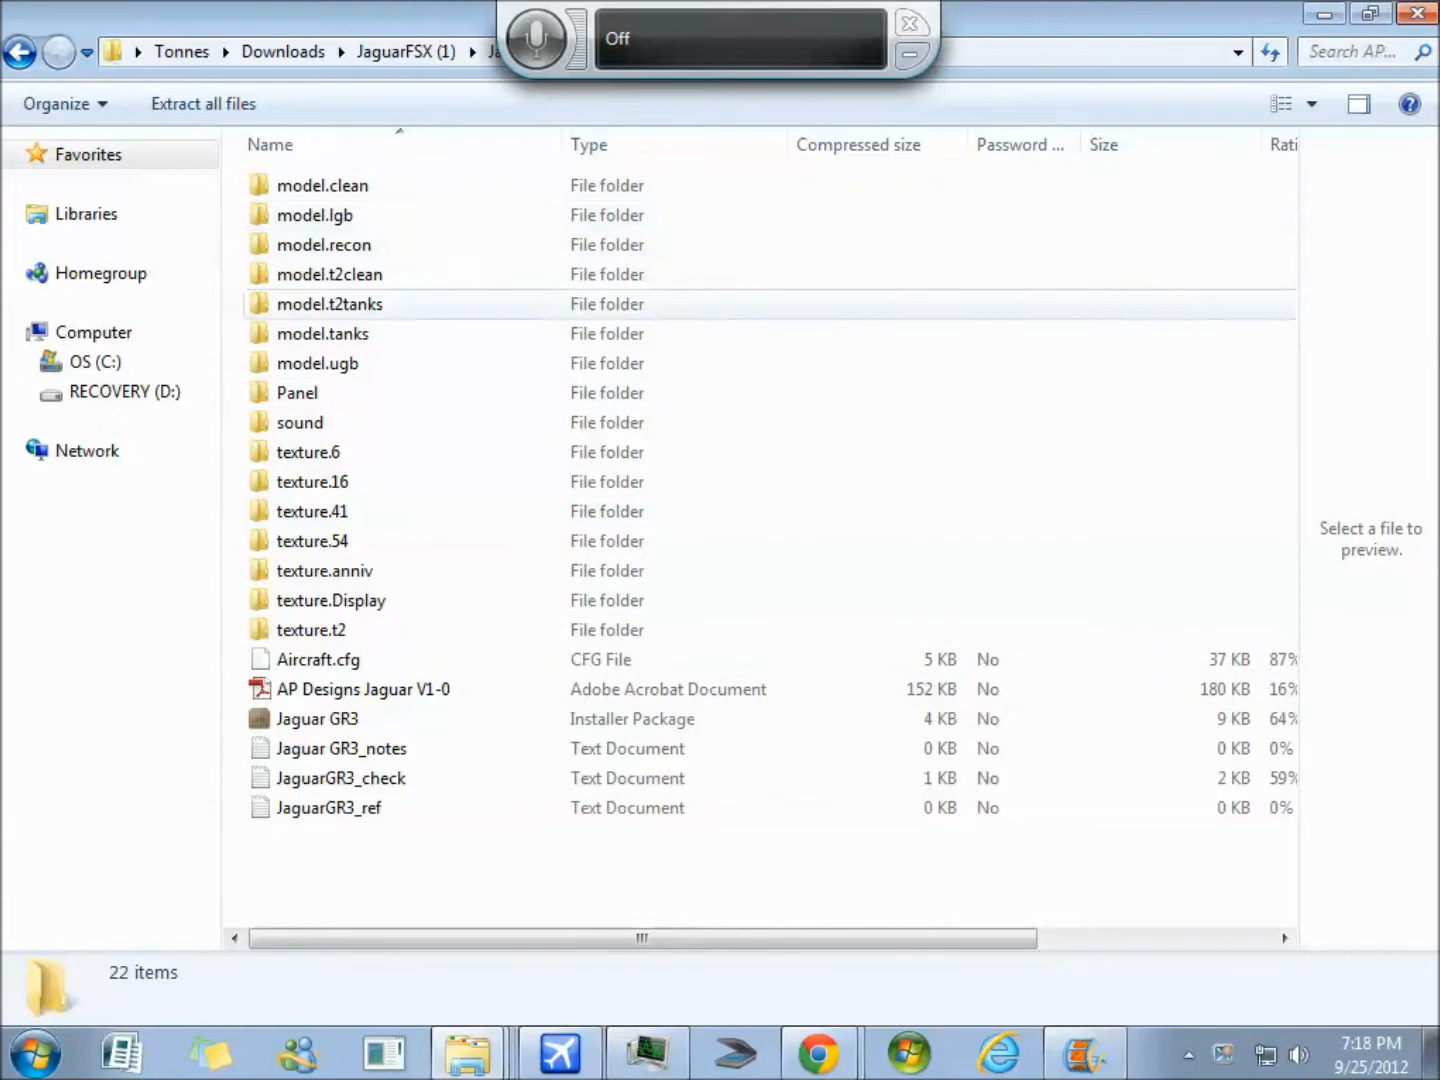 Off
Tonnes Downloads JaguarFSX (1) Search AP...
Organize Extract all files
Name Type Compressed size Password ... Size Rati
Favorites
Libraries
Homegroup
Computer
OS (C:)
RECOVERY (D:)
Network
model.clean File folder
model.lgb File folder
model.recon File folder
model.t2clean File folder
model.t2tanks File folder
model.tanks File folder
model.ugb File folder
Panel File folder
sound File folder
texture.6 File folder
texture.16 File folder
texture.41 File folder
texture.54 File folder
texture.anniv File folder
texture.Display File folder
texture.t2 File folder
Aircraft.cfg CFG File 5 KB No 37 KB 87%
AP Designs Jaguar V1-0 Adobe Acrobat Document 152 KB No 180 KB 16%
Jaguar GR3 Installer Package 4 KB No 9 KB 64%
Jaguar GR3_notes Text Document 0 KB No 0 KB 0%
JaguarGR3_check Text Document 1 KB No 2 KB 59%
JaguarGR3_ref Text Document 0 KB No 0 KB 0%
Select a file to
preview.
22 items
7:18 PM
9/25/2012